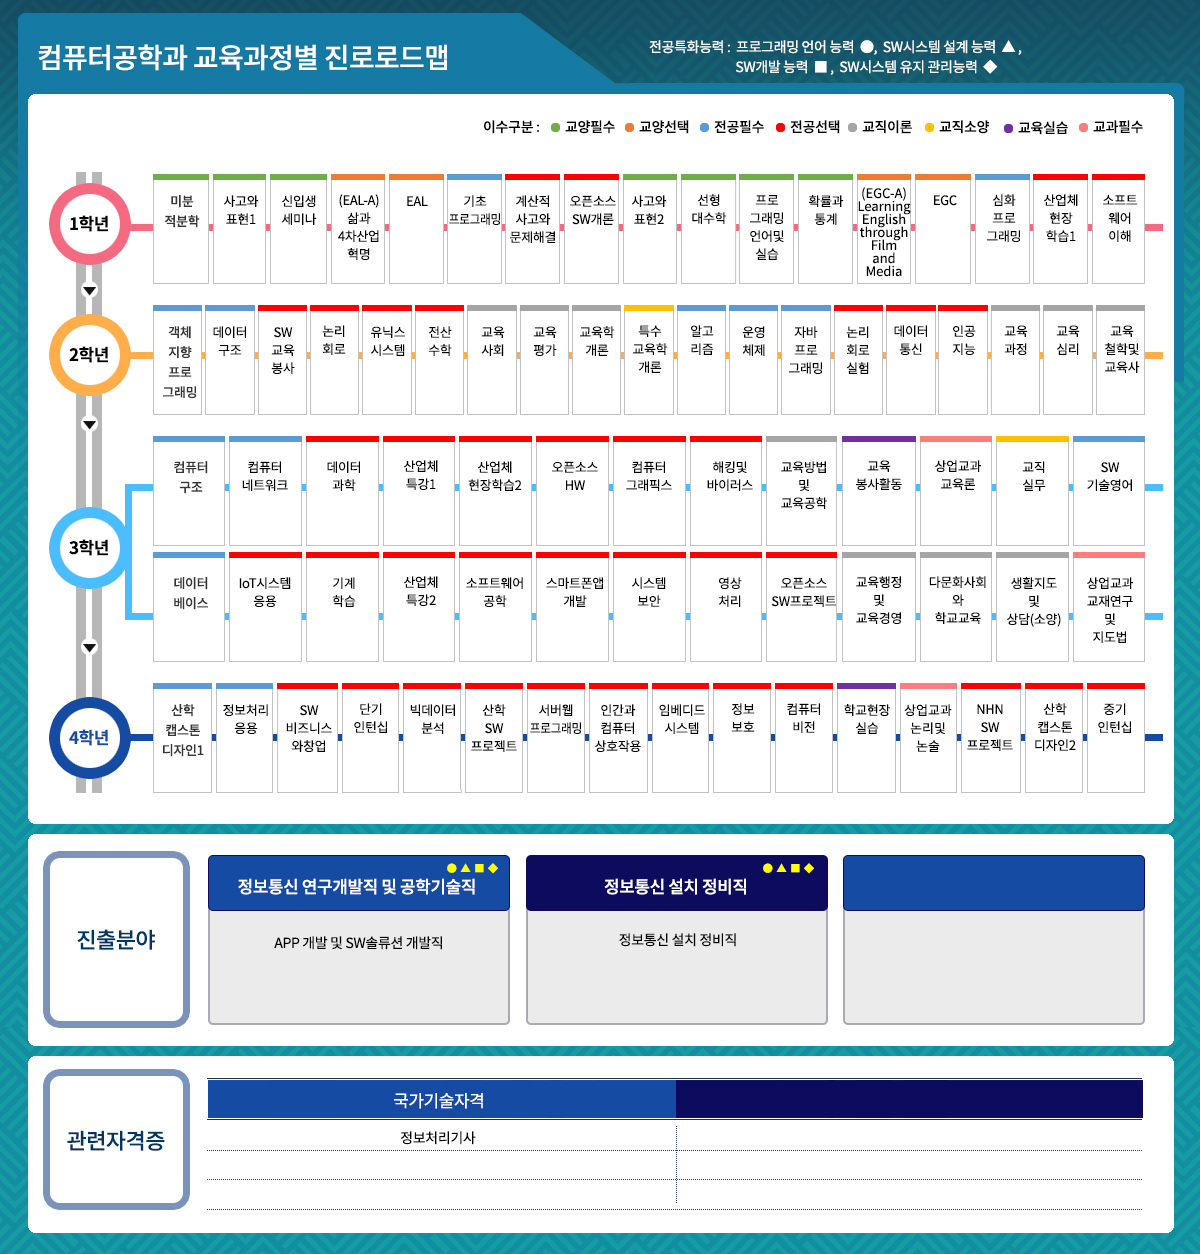 컴퓨터공학과 교육과정별 진로로드맵
전공특화능력 : 프로그래밍 언어 능력 ●, SW시스템 설계 능력 ▲,
SW개발 능력 ■, SW시스템 유지 관리능력 ◆
이수구분 : ● 교양필수 ● 교양선택 ● 전공필수 ● 전공선택 ● 교직이론 ● 교직소양 ● 교육실습 ● 교과필수
1학년
미분
적분학
사고와
표현1
신입생
세미나
(EAL-A)
삶과
4차산업
혁명
EAL
기초
프로그래밍
계산적
사고와
문제해결
오픈소스
SW개론
사고와
표현2
선형
대수학
프로
그래밍
언어및
실습
확률과
통계
(EGC-A)
Learning
English
through
Film
and
Media
EGC
심화
프로
그래밍
산업체
현장
학습1
소프트
웨어
이해
2학년
객체
지향
프로
그래밍
데이터
구조
SW
교육
봉사
논리
회로
유닉스
시스템
전산
수학
교육
사회
교육
평가
교육학
개론
특수
교육학
개론
알고
리즘
운영
체제
자바
프로
그래밍
논리
회로
실험
데이터
통신
인공
지능
교육
과정
교육
심리
교육
철학및
교육사
3학년
컴퓨터
구조
컴퓨터
네트워크
데이터
과학
산업체
특강1
산업체
현장학습2
오픈소스
HW
컴퓨터
그래픽스
해킹및
바이러스
교육방법
및
교육공학
교육
봉사활동
상업교과
교육론
교직
실무
SW
기술영어
데이터
베이스
IoT시스템
응용
기계
학습
산업체
특강2
소프트웨어
공학
스마트폰앱
개발
시스템
보안
영상
처리
오픈소스
SW프로젝트
교육행정
및
교육경영
다문화사회
와
학교교육
생활지도
및
상담(소양)
상업교과
교재연구
및
지도법
4학년
산학
캡스톤
디자인1
정보처리
응용
SW
비즈니스
와창업
단기
인턴십
빅데이터
분석
산학
SW
프로젝트
서버웹
프로그래밍
인간과
컴퓨터
상호작용
임베디드
시스템
정보
보호
컴퓨터
비전
학교현장
실습
상업교과
논리및
논술
NHN
SW
프로젝트
산학
캡스톤
디자인2
중기
인턴십
진출분야
●▲■◆
정보통신 연구개발직 및 공학기술직
APP 개발 및 SW솔류션 개발직
●▲■◆
정보통신 설치 정비직
정보통신 설치 정비직
관련자격증
국가기술자격
정보처리기사